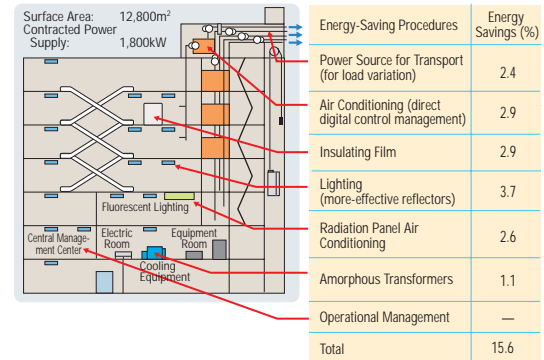 Surface Area: 12,800m²
Contracted Power
Supply: 1,800kW
Fluorescent Lighting
Central Manage-
ment Center
Electric
Room
Equipment
Room
Cooling
Equipment
Energy-Saving Procedures
Energy
Savings (%)
Power Source for Transport
(for load variation)
2.4
Air Conditioning (direct
digital control management)
2.9
Insulating Film
2.9
Lighting
(more-effective reflectors)
3.7
Radiation Panel Air
Conditioning
2.6
Amorphous Transformers
1.1
Operational Management
—
Total
15.6